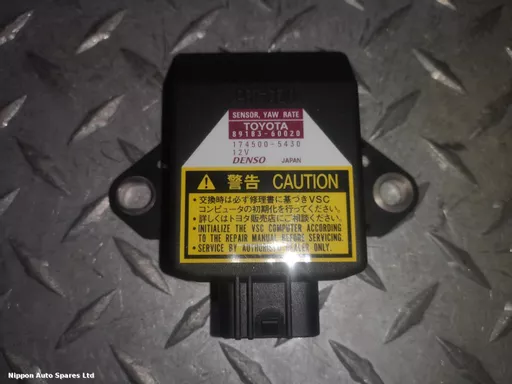 SENSOR, YAW RATE
TOYOTA
89183-60020
174500-5430
12V
DENSO JAPAN
警告 CAUTION
・交換時は必ず修理書に基づきVSC
コンピュータの初期化を行ってください。
・詳しくはトヨタ販売店にご相談ください。
・INITIALIZE THE VSC COMPUTER ACCORDING
TO THE REPAIR MANUAL BEFORE SERVICING.
・SERVICE BY AUTHORISED DEALER ONLY.
Nippon Auto Spares Ltd